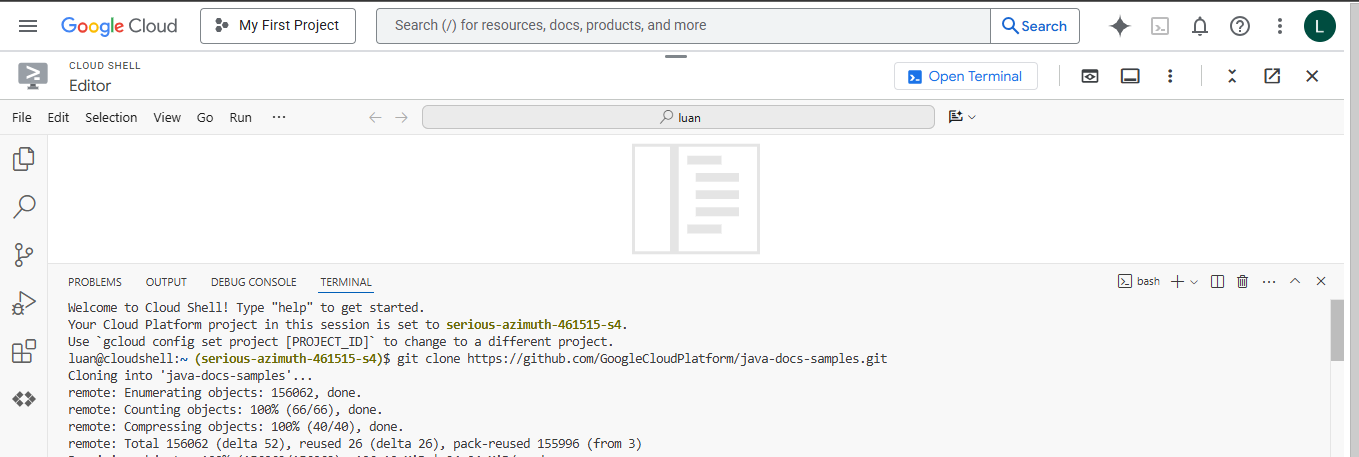 Google Cloud My First Project Search (/) for resources, docs, products, and more Search L
CLOUD SHELL
Editor
Open Terminal
File Edit Selection View Go Run ... luan
PROBLEMS OUTPUT DEBUG CONSOLE TERMINAL bash
Welcome to Cloud Shell! Type "help" to get started.
Your Cloud Platform project in this session is set to serious-azimuth-461515-s4.
Use `gcloud config set project [PROJECT_ID]` to change to a different project.
luan@cloudshell:~ (serious-azimuth-461515-s4)$ git clone https://github.com/GoogleCloudPlatform/java-docs-samples.git
Cloning into 'java-docs-samples'...
remote: Enumerating objects: 156062, done.
remote: Counting objects: 100% (66/66), done.
remote: Compressing objects: 100% (40/40), done.
remote: Total 156062 (delta 52), reused 26 (delta 26), pack-reused 155996 (from 3)